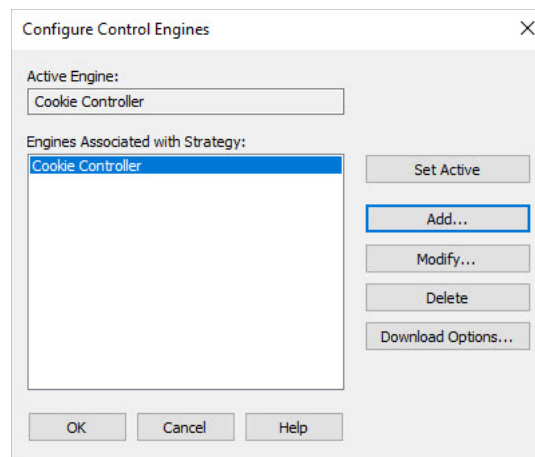 Configure Control Engines
Active Engine:
Cookie Controller
Engines Associated with Strategy:
Cookie Controller
Set Active
Add...
Modify...
Delete
Download Options...
OK
Cancel
Help